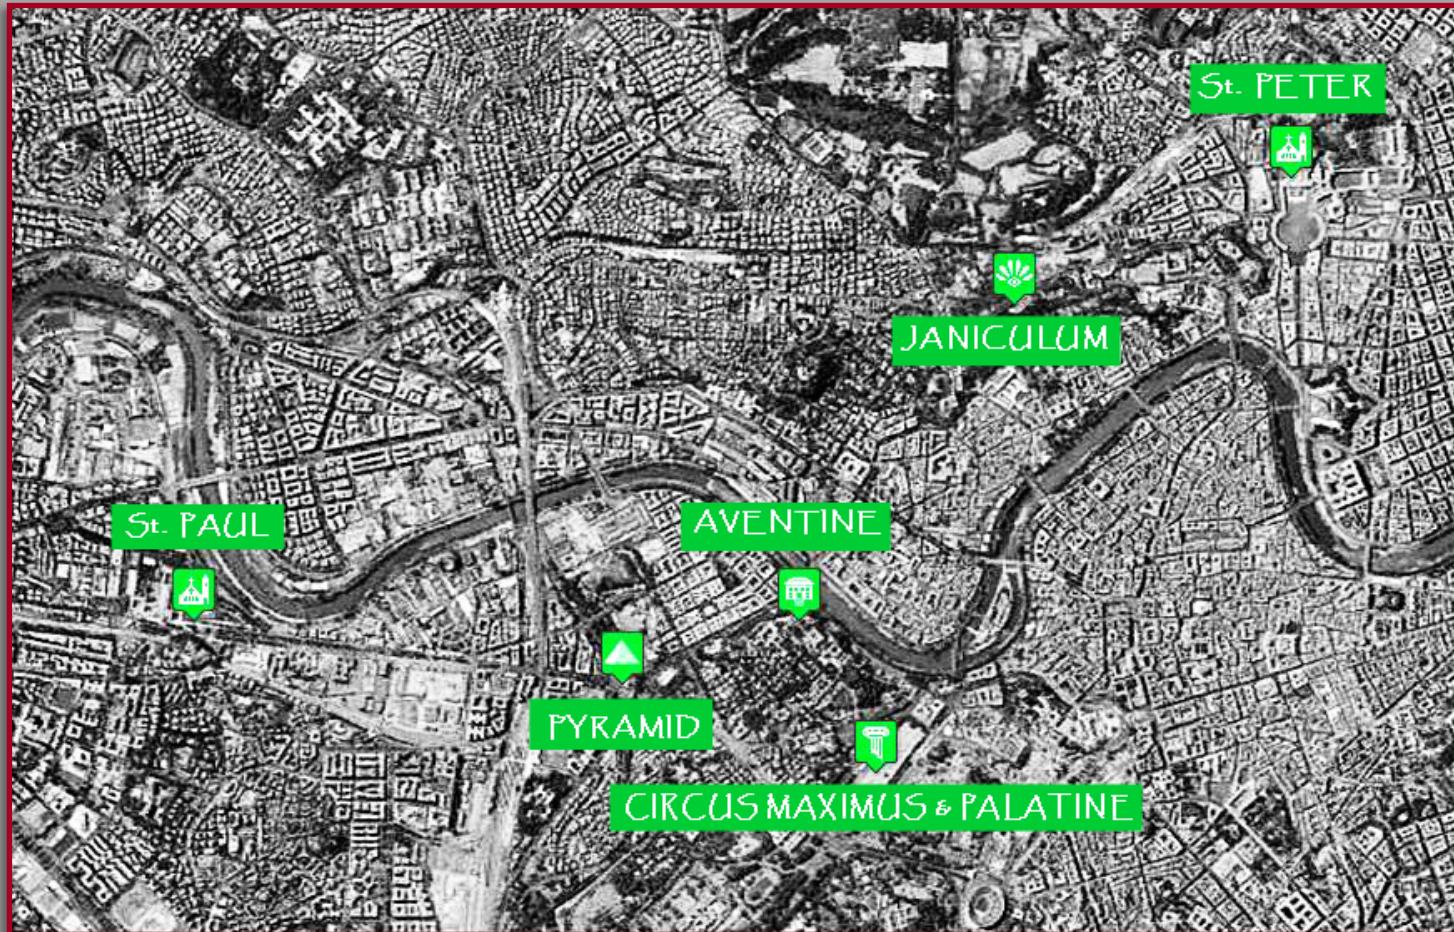 St. PETER
JANICULUM
St. PAUL
AVENTINE
PYRAMID
CIRCUS MAXIMUS & PALATINE